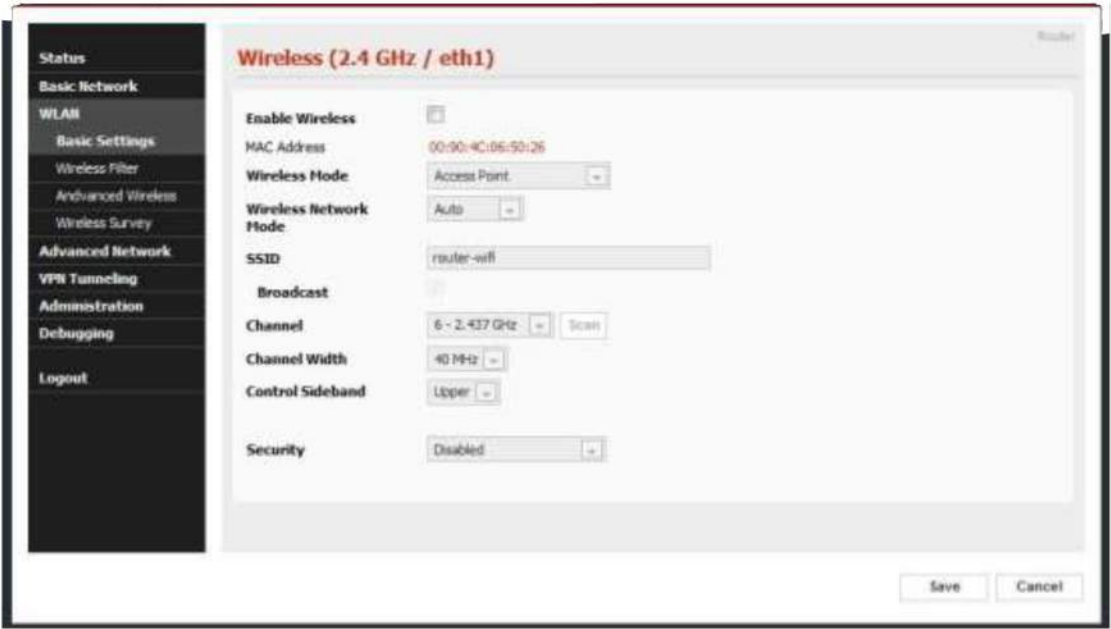 Router
Status
Basic Network
WLAN
Basic Settings
Wireless Filter
Andvanced Wireless
Wireless Survey
Advanced Network
VPN Tunneling
Administration
Debugging
Logout
Wireless (2.4 GHz / eth1)
Enable Wireless
MAC Address 00:90:4C:06:50:26
Wireless Mode Access Point
Wireless Network Auto
Mode
SSID router-wifi
Broadcast
Channel 6 - 2.437 GHz Scan
Channel Width 40 MHz
Control Sideband Upper
Security Disabled
Save Cancel